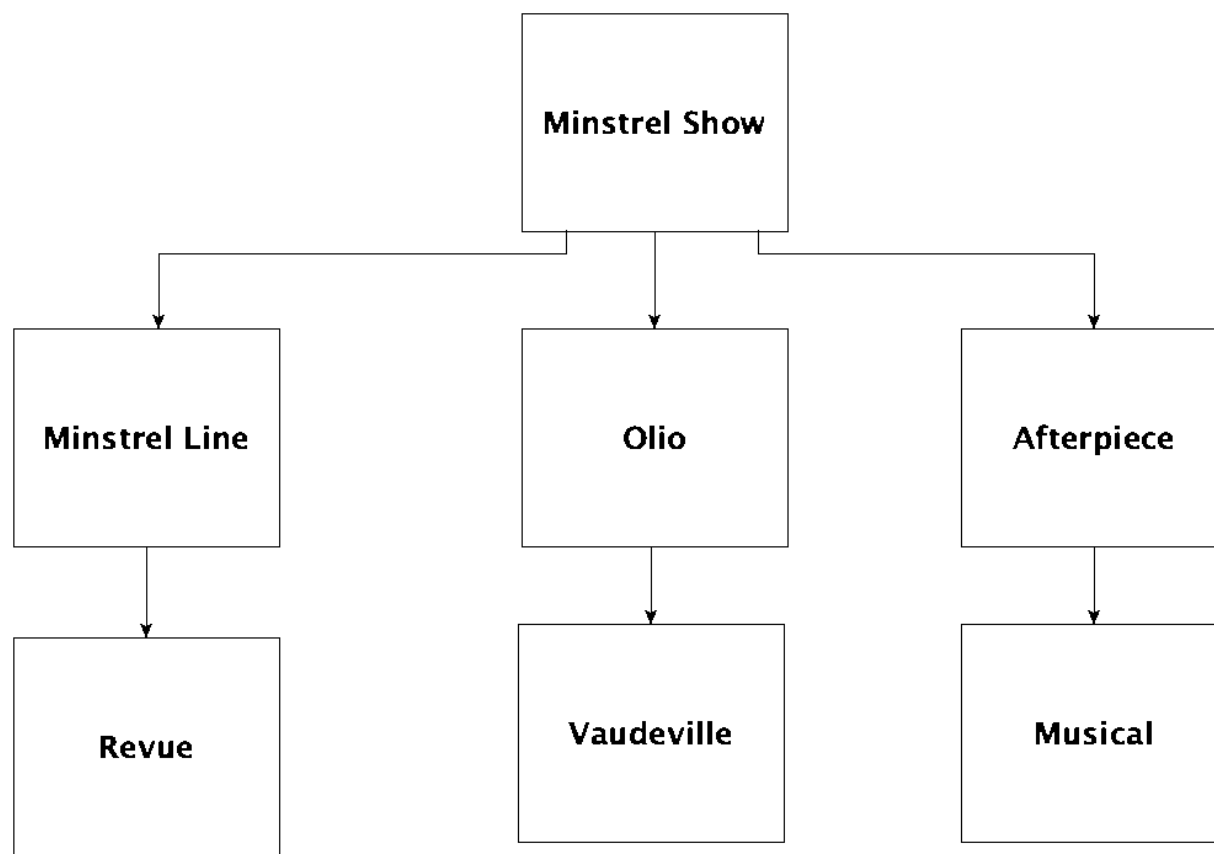 Minstrel Show
Minstrel Line
Olio
Afterpiece
Revue
Vaudeville
Musical